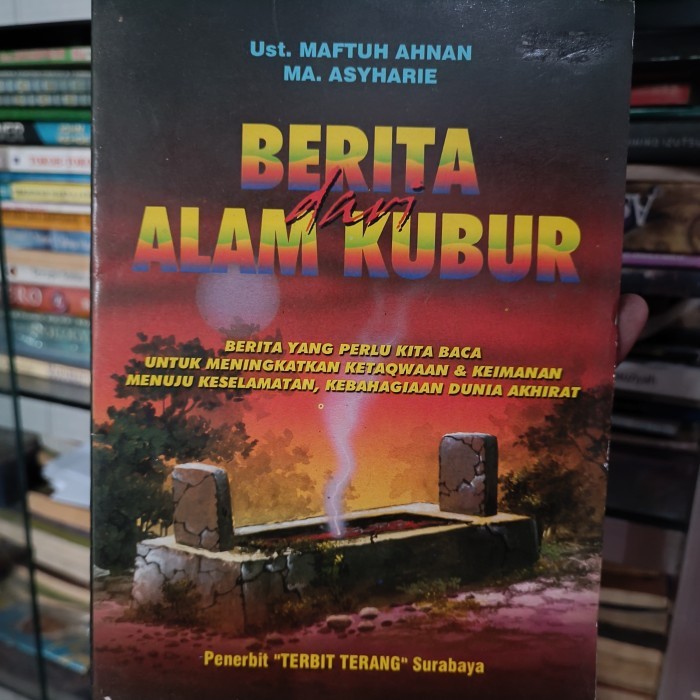 Ust. MAFTUH AHNAN
MA. ASYHARIE
BERITA
dari
ALAM KUBUR
BERITA YANG PERLU KITA BACA
UNTUK MENINGKATKAN KETAQWAAN & KEIMANAN
MENUJU KESELAMATAN, KEBAHAGIAAN DUNIA AKHIRAT
Penerbit "TERBIT TERANG" Surabaya